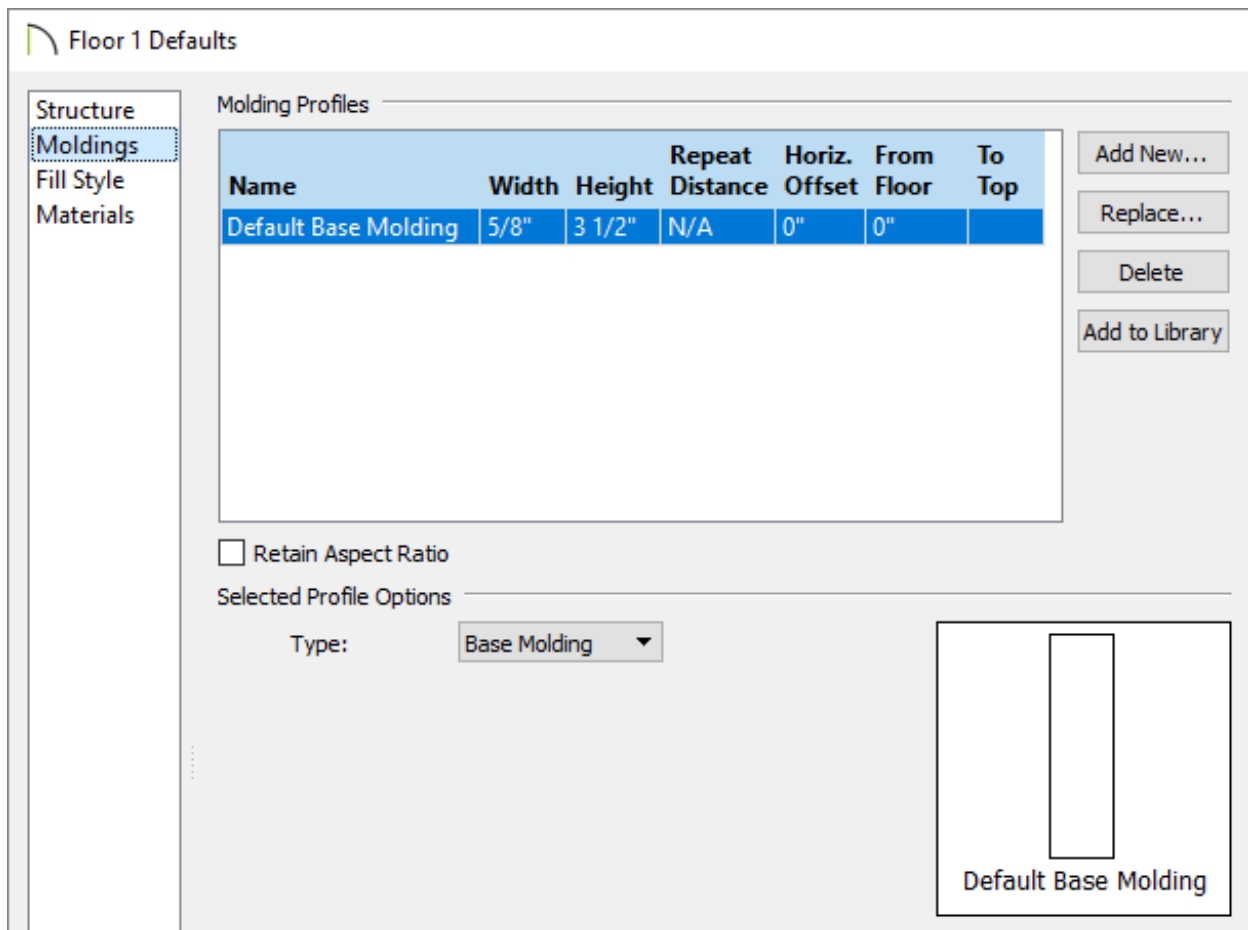 Floor 1 Defaults
Structure
Moldings
Fill Style
Materials
Molding Profiles
Name Width Height Repeat Distance Horiz. Offset From Floor To Top
Default Base Molding 5/8" 3 1/2" N/A 0" 0"
Add New...
Replace...
Delete
Add to Library
Retain Aspect Ratio
Selected Profile Options
Type: Base Molding
Default Base Molding